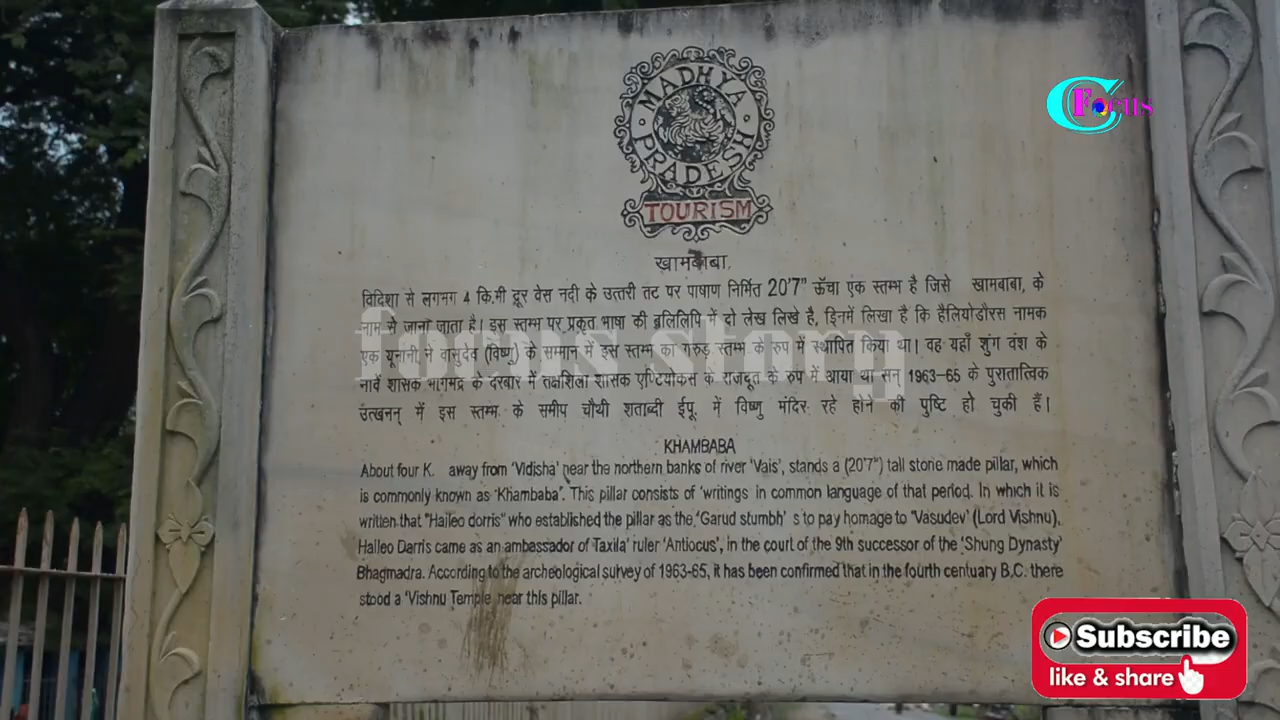 MADHYA
PRADESH
TOURISM
C Focus
खामबाबा.
विदिशा से लगभग 4 कि.मी दूर वेस नदी के उत्तरी तट पर पाषाण निर्मित 20'7" ऊँचा एक स्तम्भ है जिसे खामबाबा, के
नाम से जाना जाता है। इस स्तम्भ पर प्रकृत भाषा की ब्रलिलिपि में दो लेख लिखे है, डिनमें लिखा है कि हैलियोडौरस नामक
एक यूनानी ने वासुदेव (विष्णु) के सम्मान में इस स्तम्भ का गरुड़ स्तम्भ के रुप में स्थापित किया था। वह यहाँ शुंग वंश के
नावें शासक भागमद्र के दरबार में तक्षशिला शासक एण्टियोकस के राजदूत के रुप में आया था सन् 1963-65 के पुरातात्विक
उत्खनन् में इस स्तम्भ के समीप चौथी शताब्दी ईपू. में विष्णु मंदिर रहे होने की पुष्टि हो चुकी हैं।
focus story
KHAMBABA
About four K. away from 'Vidisha' near the northern banks of river 'Vais', stands a (20'7") tall stone made pillar, which
is commonly known as 'Khambaba'. This pillar consists of 'writings in common language of that period. In which it is
written that "Haileo dorris" who established the pillar as the 'Garud stumbh' s to pay homage to 'Vasudev' (Lord Vishnu).
Haileo Darris came as an ambassador of Taxila' ruler 'Antiocus', in the court of the 9th successor of the 'Shung Dynasty'
Bhagmadra. According to the archeological survey of 1963-65, it has been confirmed that in the fourth centuary B.C. there
stood a 'Vishnu Temple near this pillar.
Subscribe
like & share